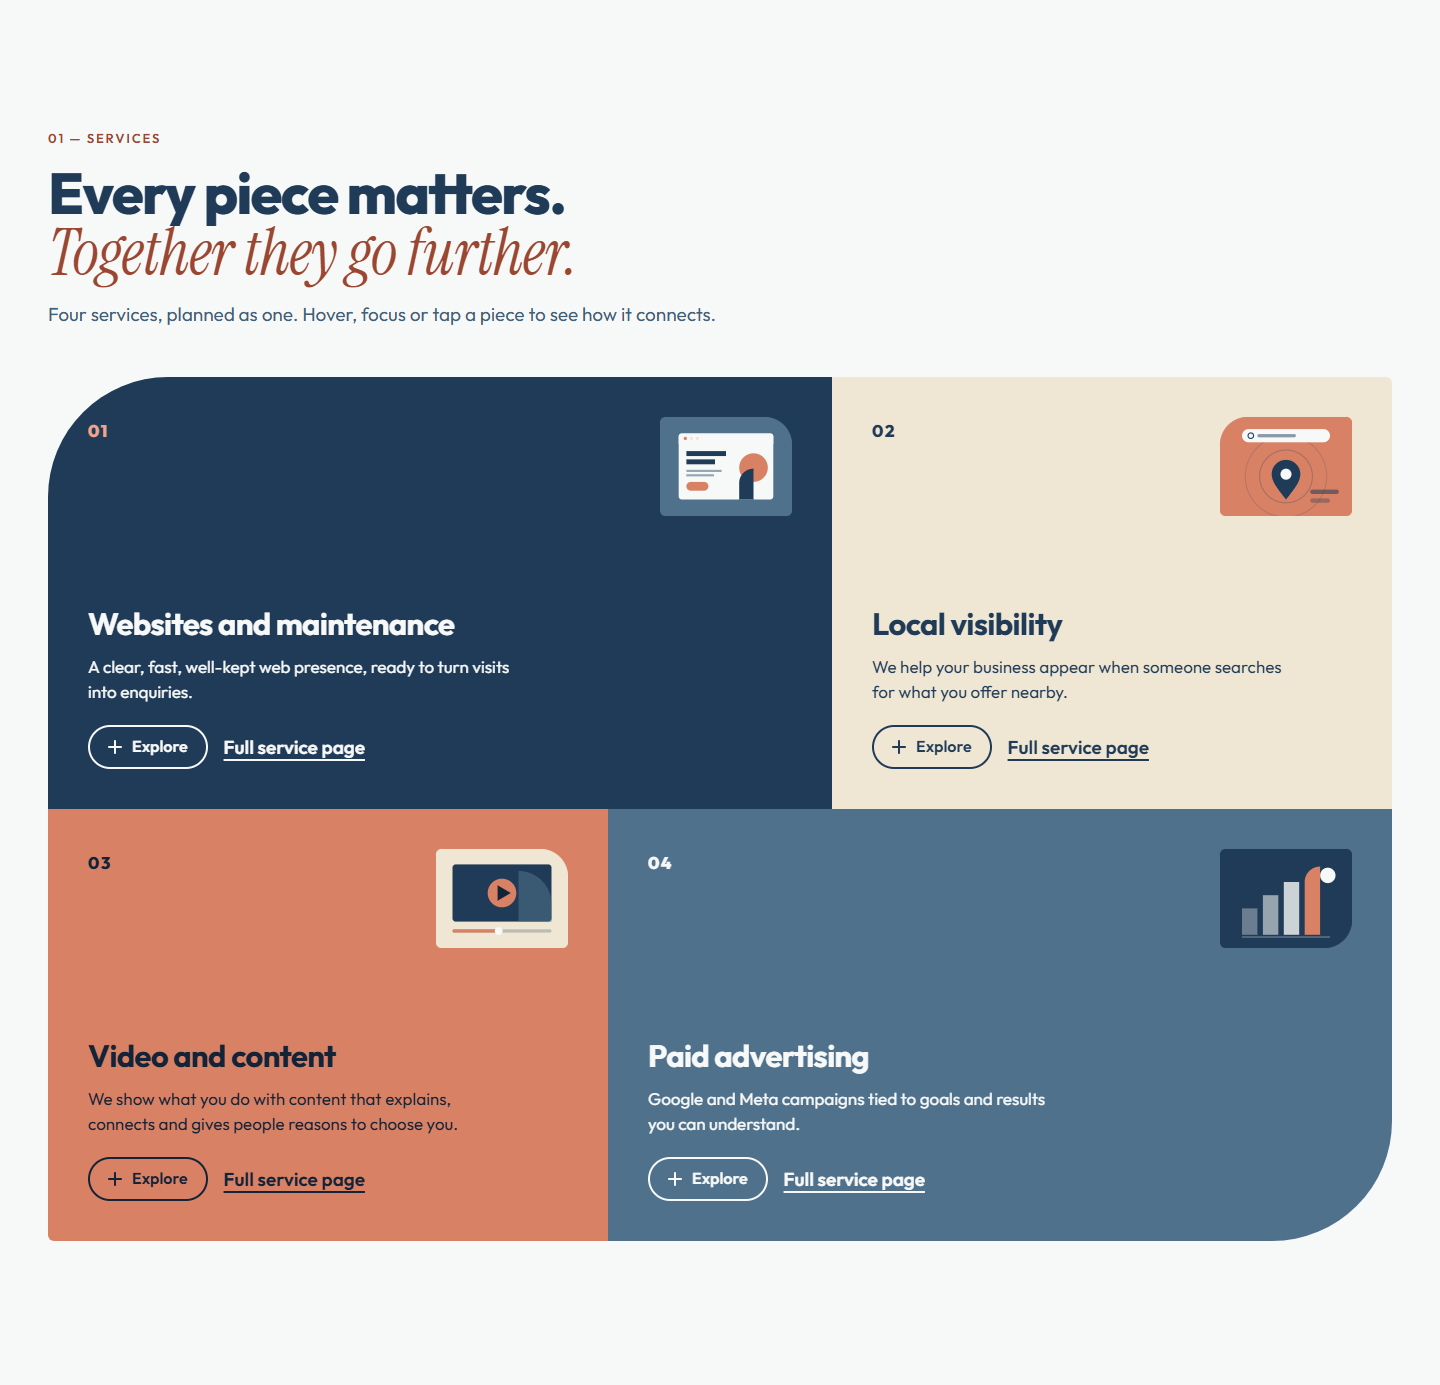 01 — SERVICES
Every piece matters.
Together they go further.
Four services, planned as one. Hover, focus or tap a piece to see how it connects.
01
Websites and maintenance
A clear, fast, well-kept web presence, ready to turn visits
into enquiries.
+ Explore Full service page
02
Local visibility
We help your business appear when someone searches
for what you offer nearby.
+ Explore Full service page
03
Video and content
We show what you do with content that explains,
connects and gives people reasons to choose you.
+ Explore Full service page
04
Paid advertising
Google and Meta campaigns tied to goals and results
you can understand.
+ Explore Full service page